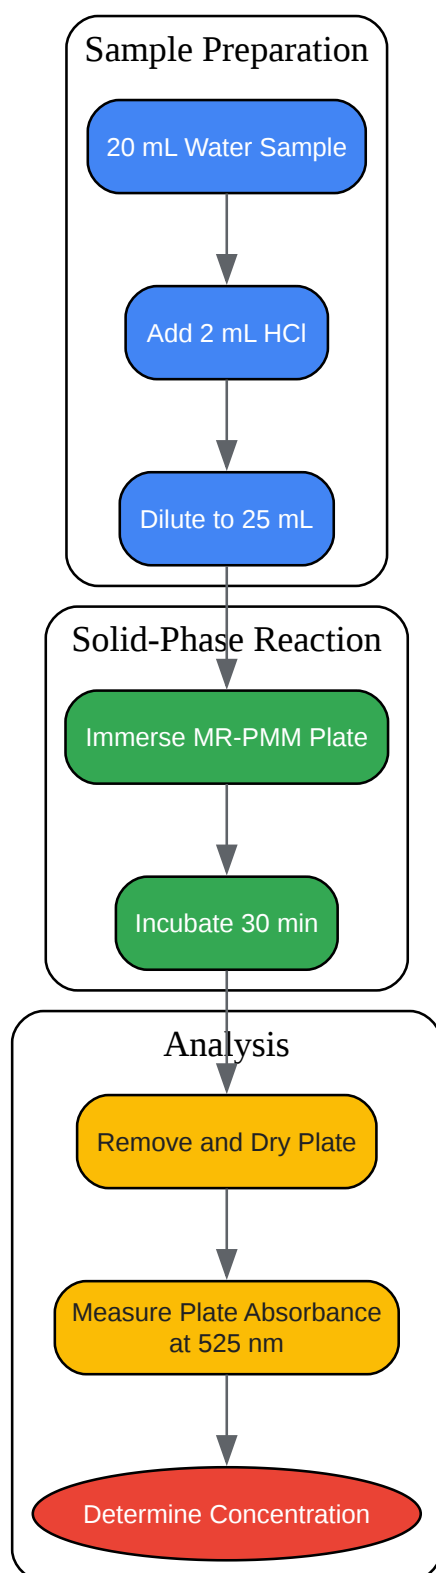 Sample Preparation
20 mL Water Sample
Add 2 mL HCl
Dilute to 25 mL
Solid-Phase Reaction
Immerse MR-PMM Plate
Incubate 30 min
Analysis
Remove and Dry Plate
Measure Plate Absorbance
at 525 nm
Determine Concentration